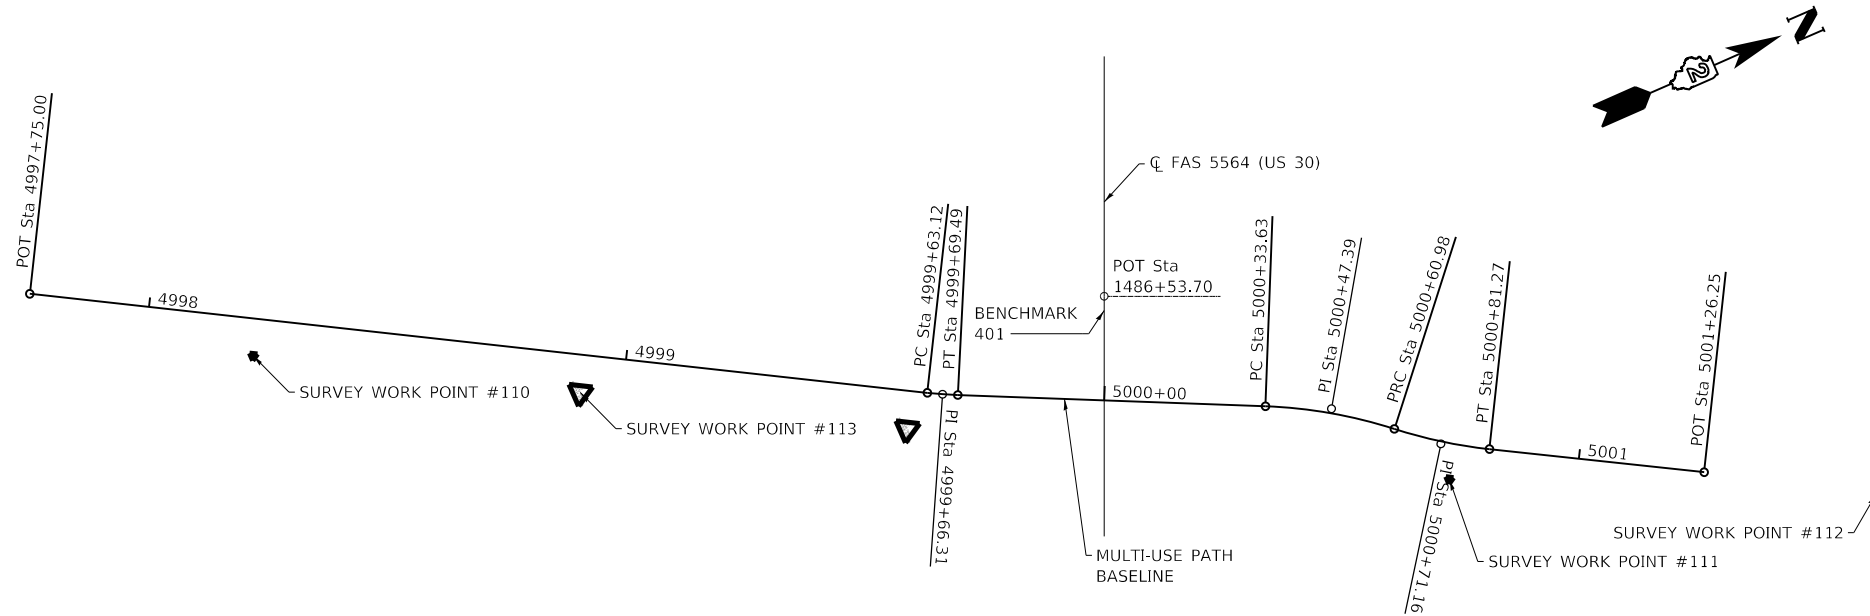 N
2
POT Sta 4997+75.00
4998
SURVEY WORK POINT #110
4999
SURVEY WORK POINT #113
PC Sta 4999+63.12
PT Sta 4999+69.49
PI Sta 4999+66.31
℄ FAS 5564 (US 30)
POT Sta
1486+53.70
BENCHMARK
401
5000+00
MULTI-USE PATH
BASELINE
PC Sta 5000+33.63
PI Sta 5000+47.39
PRC Sta 5000+60.98
PT Sta 5000+81.27
PI Sta 5000+71.16
5001
POT Sta 5001+26.25
SURVEY WORK POINT #112
SURVEY WORK POINT #111